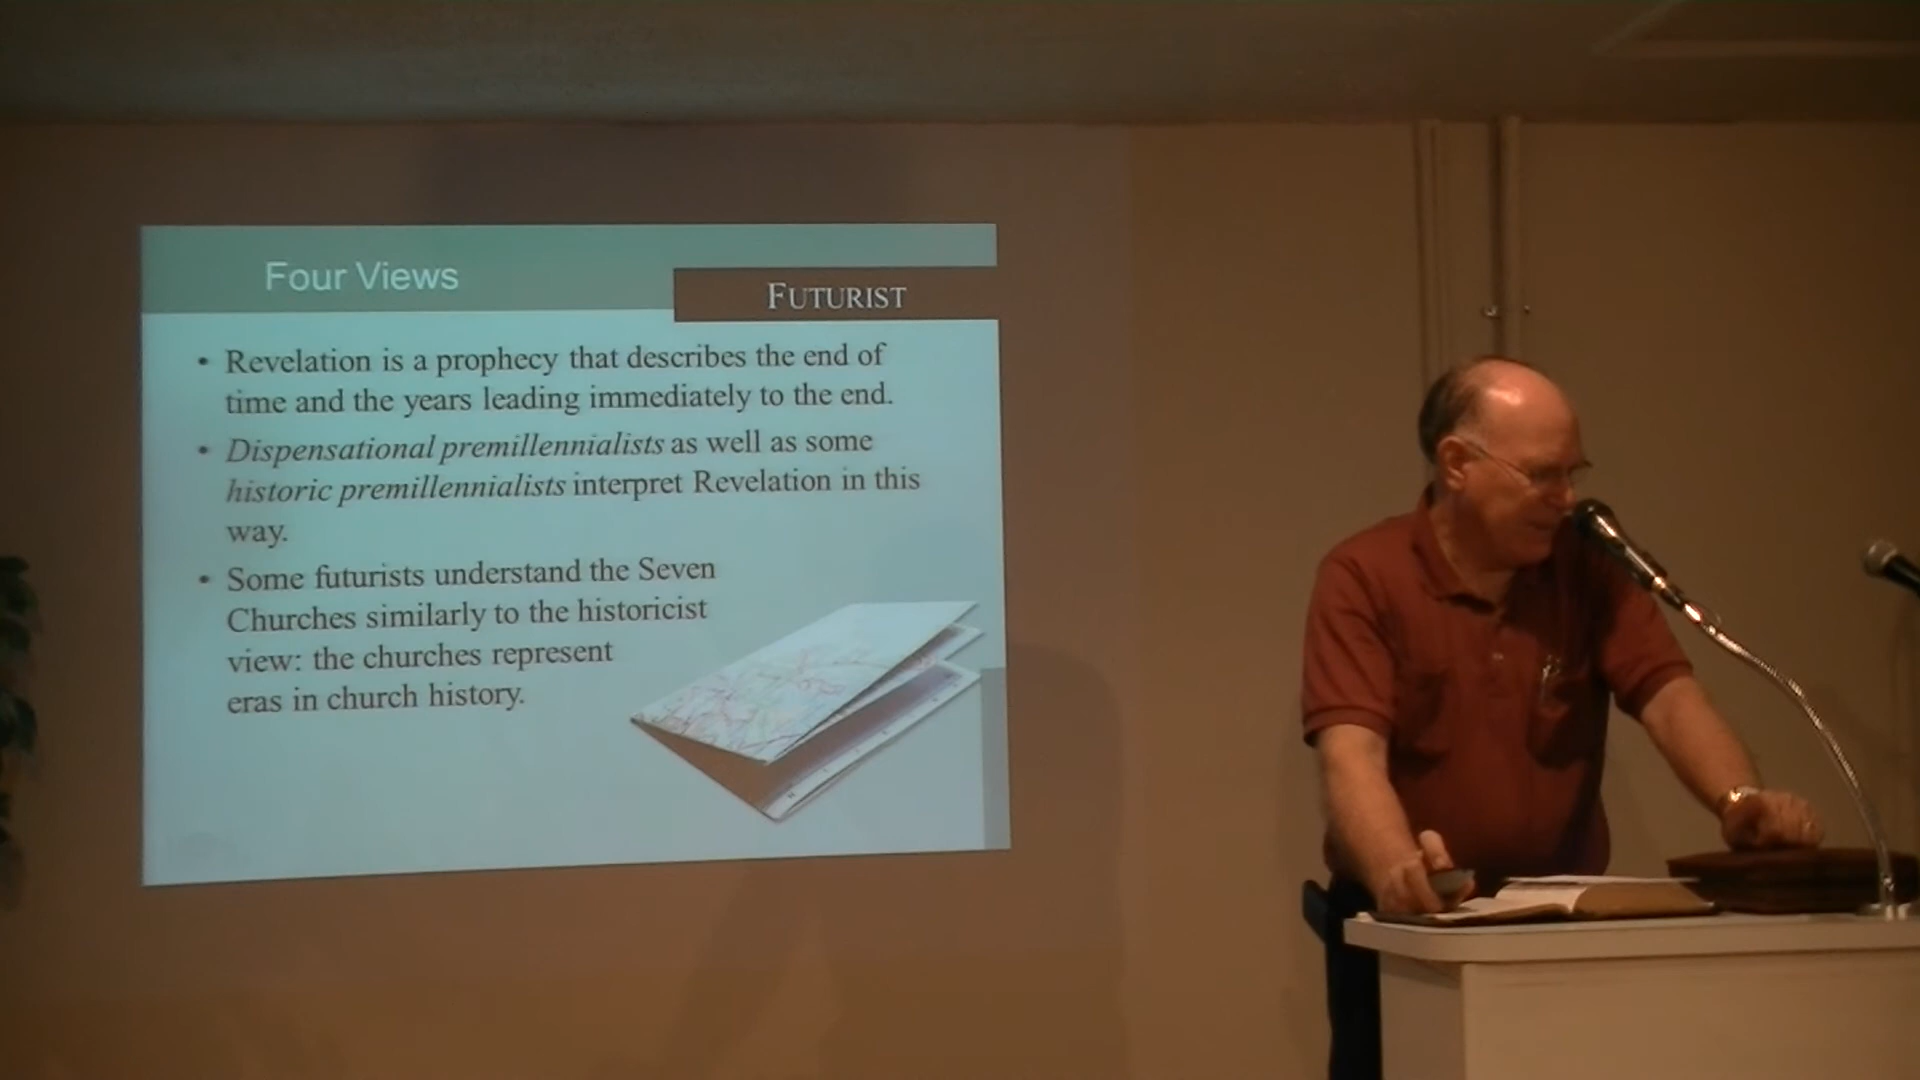 Four Views
FUTURIST
• Revelation is a prophecy that describes the end of
time and the years leading immediately to the end.
• Dispensational premillennialists as well as some
historic premillennialists interpret Revelation in this
way.
• Some futurists understand the Seven
Churches similarly to the historicist
view: the churches represent
eras in church history.